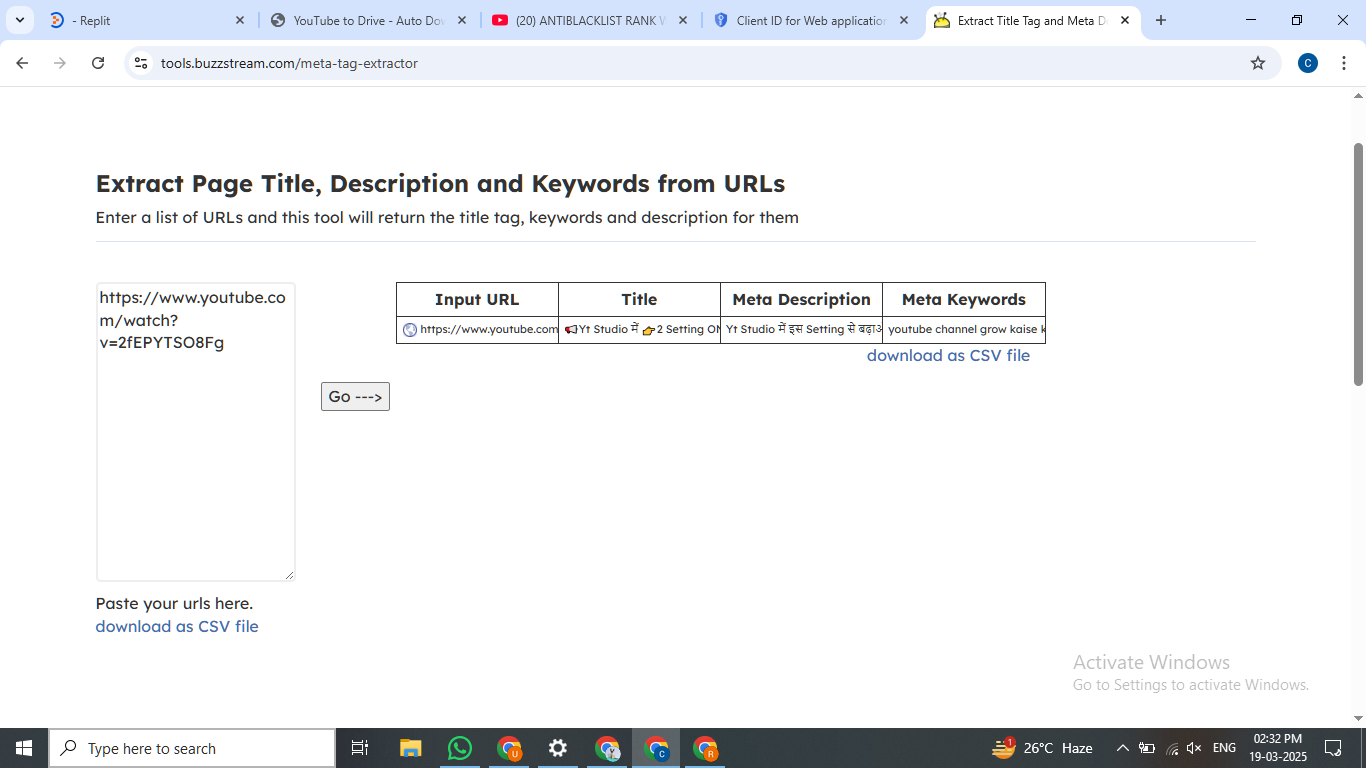 - Replit
YouTube to Drive - Auto Dov
(20) ANTIBLACKLIST RANK W
Client ID for Web application
Extract Title Tag and Meta D
tools.buzzstream.com/meta-tag-extractor
C
Extract Page Title, Description and Keywords from URLs
Enter a list of URLs and this tool will return the title tag, keywords and description for them
https://www.youtube.co
m/watch?
v=2fEPYTSO8Fg
Input URL Title Meta Description Meta Keywords
https://www.youtube.com 📢Yt Studio में 👉2 Setting ON Yt Studio में इस Setting से बढ़ाअ youtube channel grow kaise k
download as CSV file
Go --->
Paste your urls here.
download as CSV file
Activate Windows
Go to Settings to activate Windows.
Type here to search
U
Y
C
R
1
26°C Haze
ENG
02:32 PM
19-03-2025